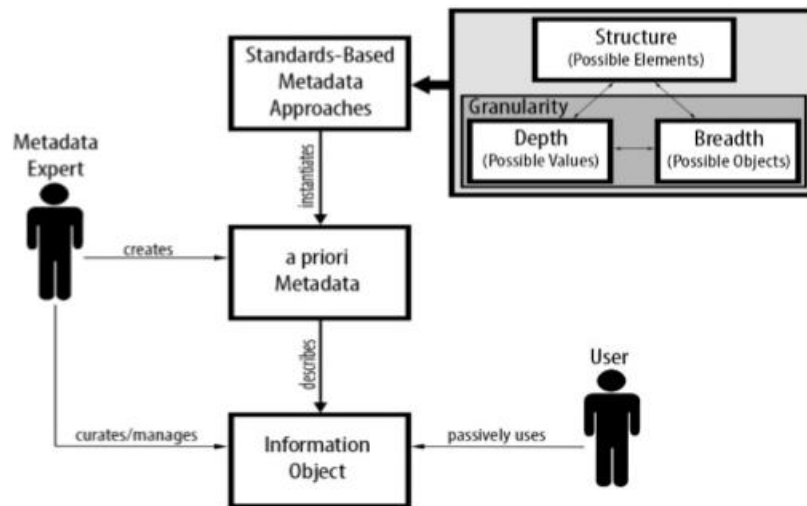 Standards-Based
Metadata
Approaches
Structure
(Possible Elements)
Granularity
Depth
(Possible Values)
Breadth
(Possible Objects)
Metadata
Expert
instantiates
creates
a priori
Metadata
describes
User
curates/manages
Information
Object
passively uses